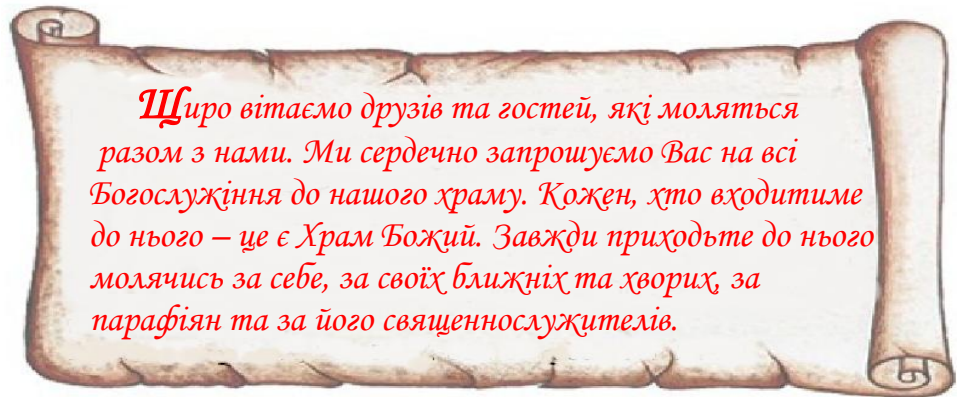 Щиро вітаємо друзів та гостей, які моляться
разом з нами. Ми сердечно запрошуємо Вас на всі
Богослужіння до нашого храму. Кожен, хто входитиме
до нього – це є Храм Божий. Завжди приходьте до нього
молячись за себе, за своїх ближніх та хворих, за
парафіян та за його священнослужителів.